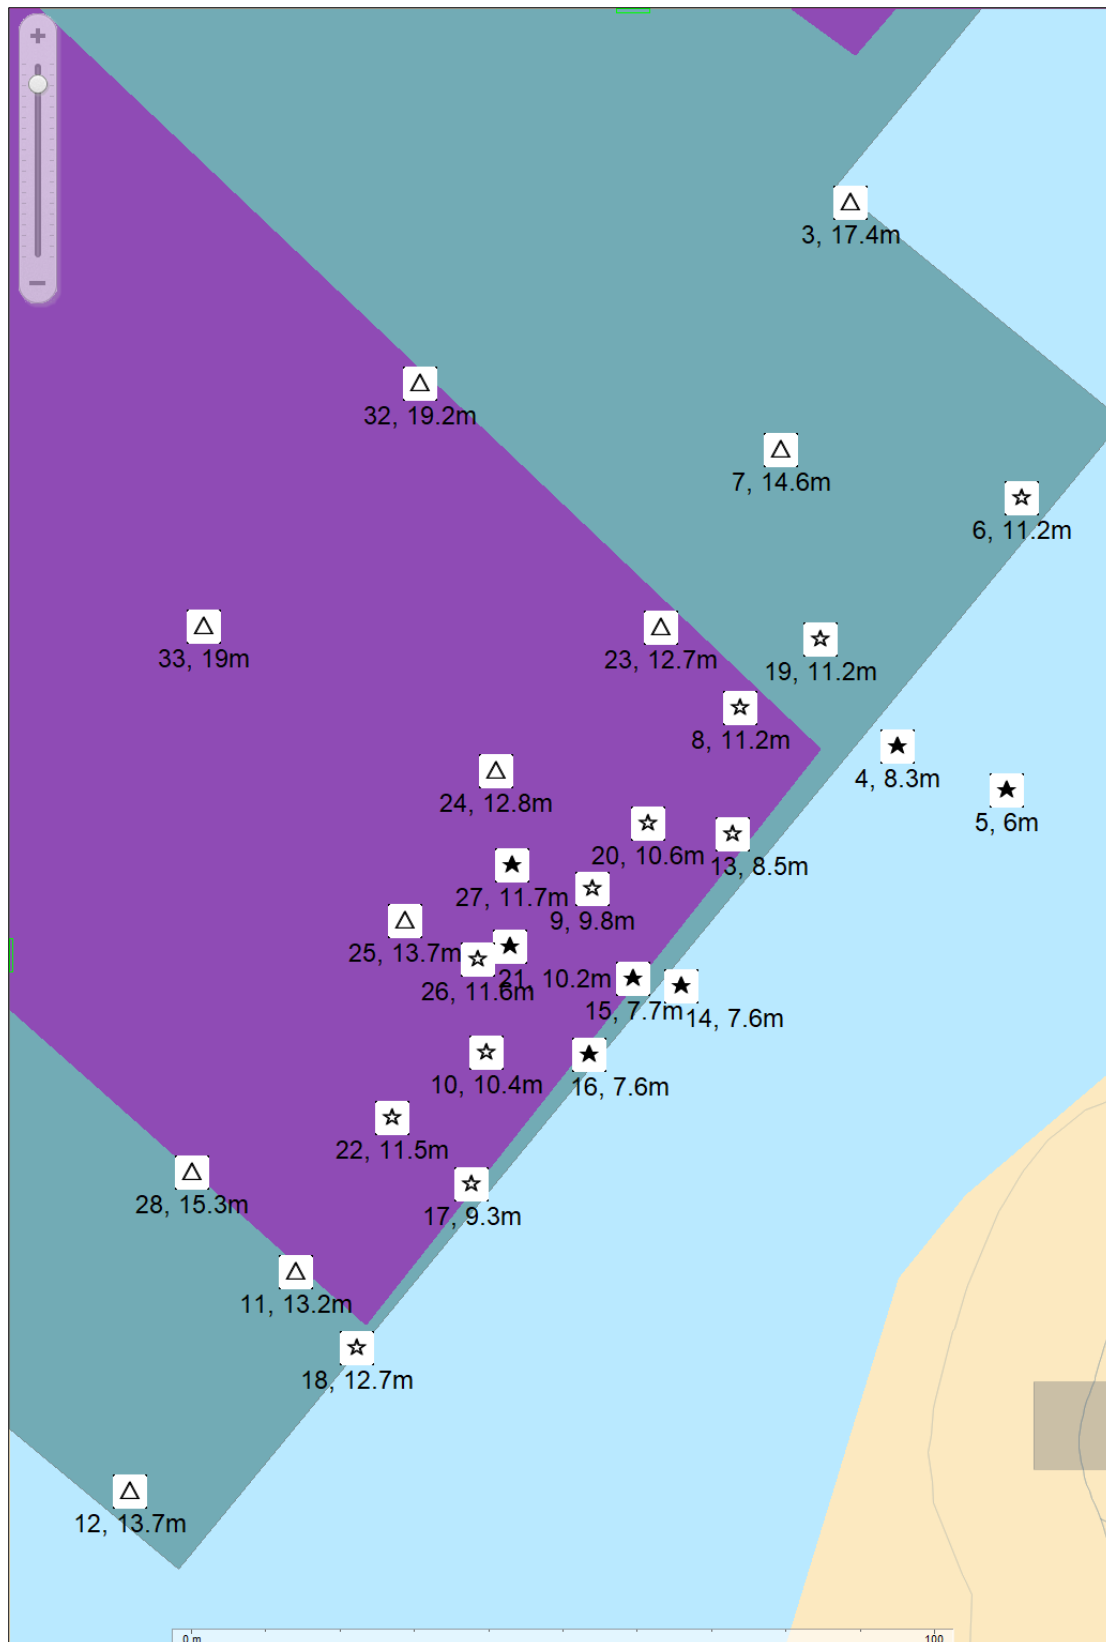 3, 17.4m
32, 19.2m
7, 14.6m
6, 11.2m
33, 19m
23, 12.7m
19, 11.2m
8, 11.2m
4, 8.3m
24, 12.8m
5, 6m
20, 10.6m
13, 8.5m
27, 11.7m
9, 9.8m
25, 13.7m
21, 10.2m
26, 11.6m
15, 7.7m
14, 7.6m
10, 10.4m
16, 7.6m
22, 11.5m
28, 15.3m
17, 9.3m
11, 13.2m
18, 12.7m
12, 13.7m
0 m 100